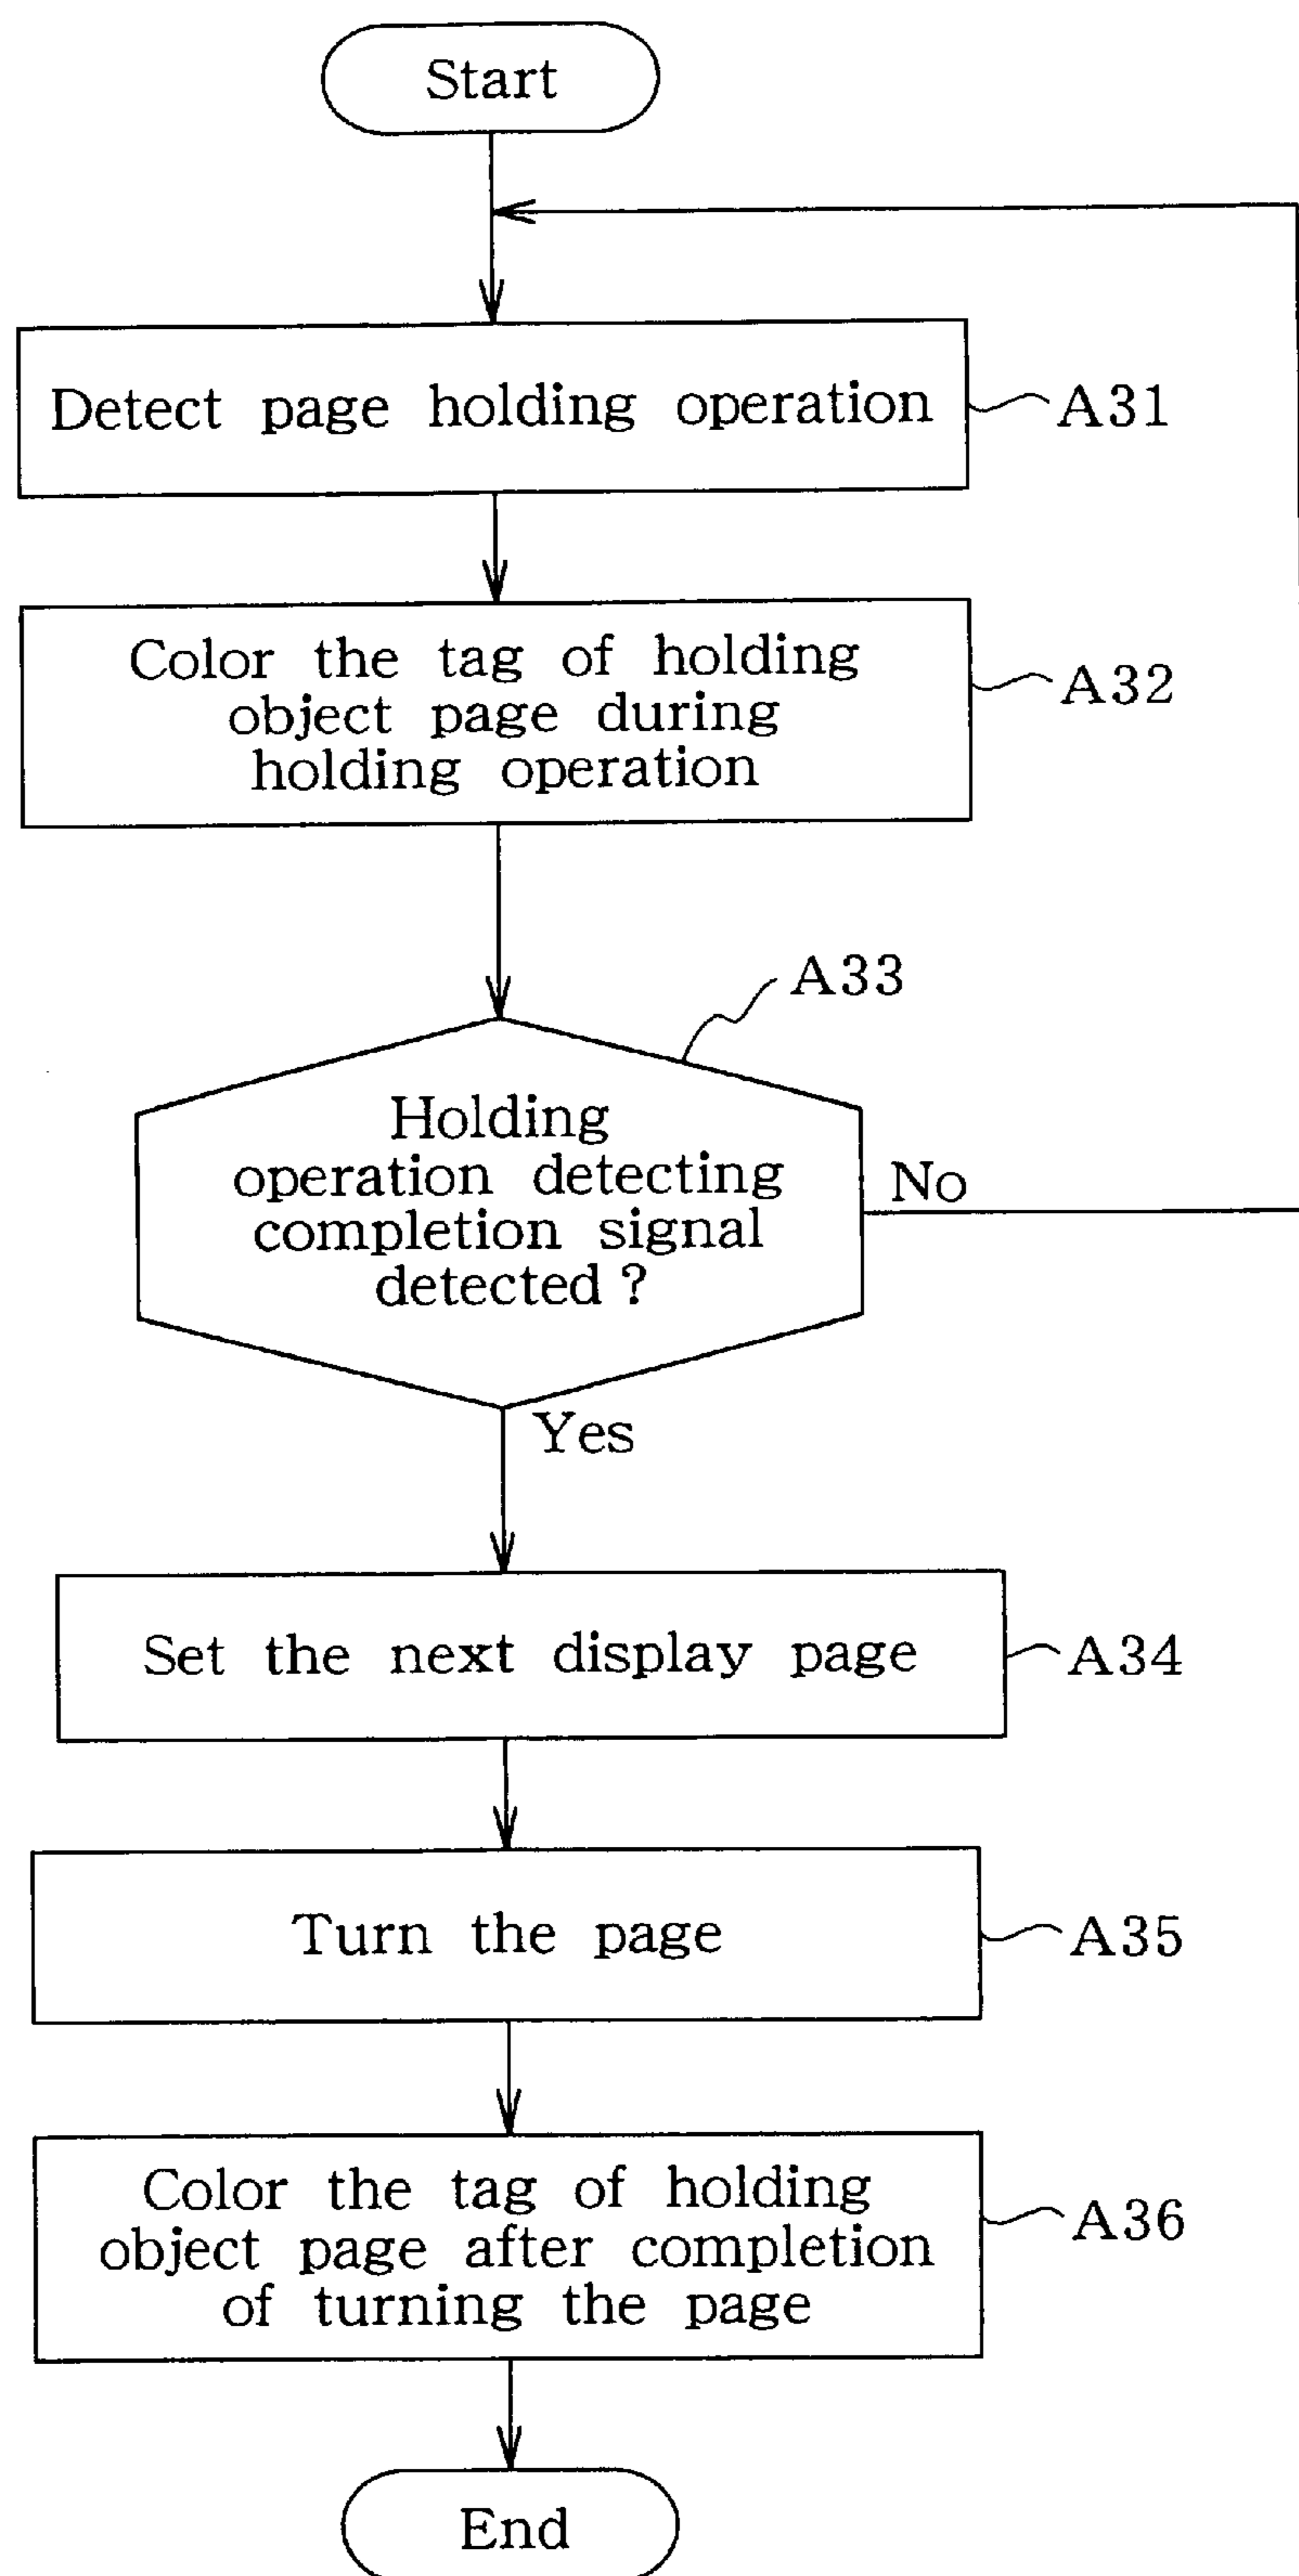 Start
Detect page holding operation
A31
Color the tag of holding
object page during
holding operation
A32
A33
Holding
operation detecting
completion signal
detected ?
No
Yes
Set the next display page
A34
Turn the page
A35
Color the tag of holding
object page after completion
of turning the page
A36
End